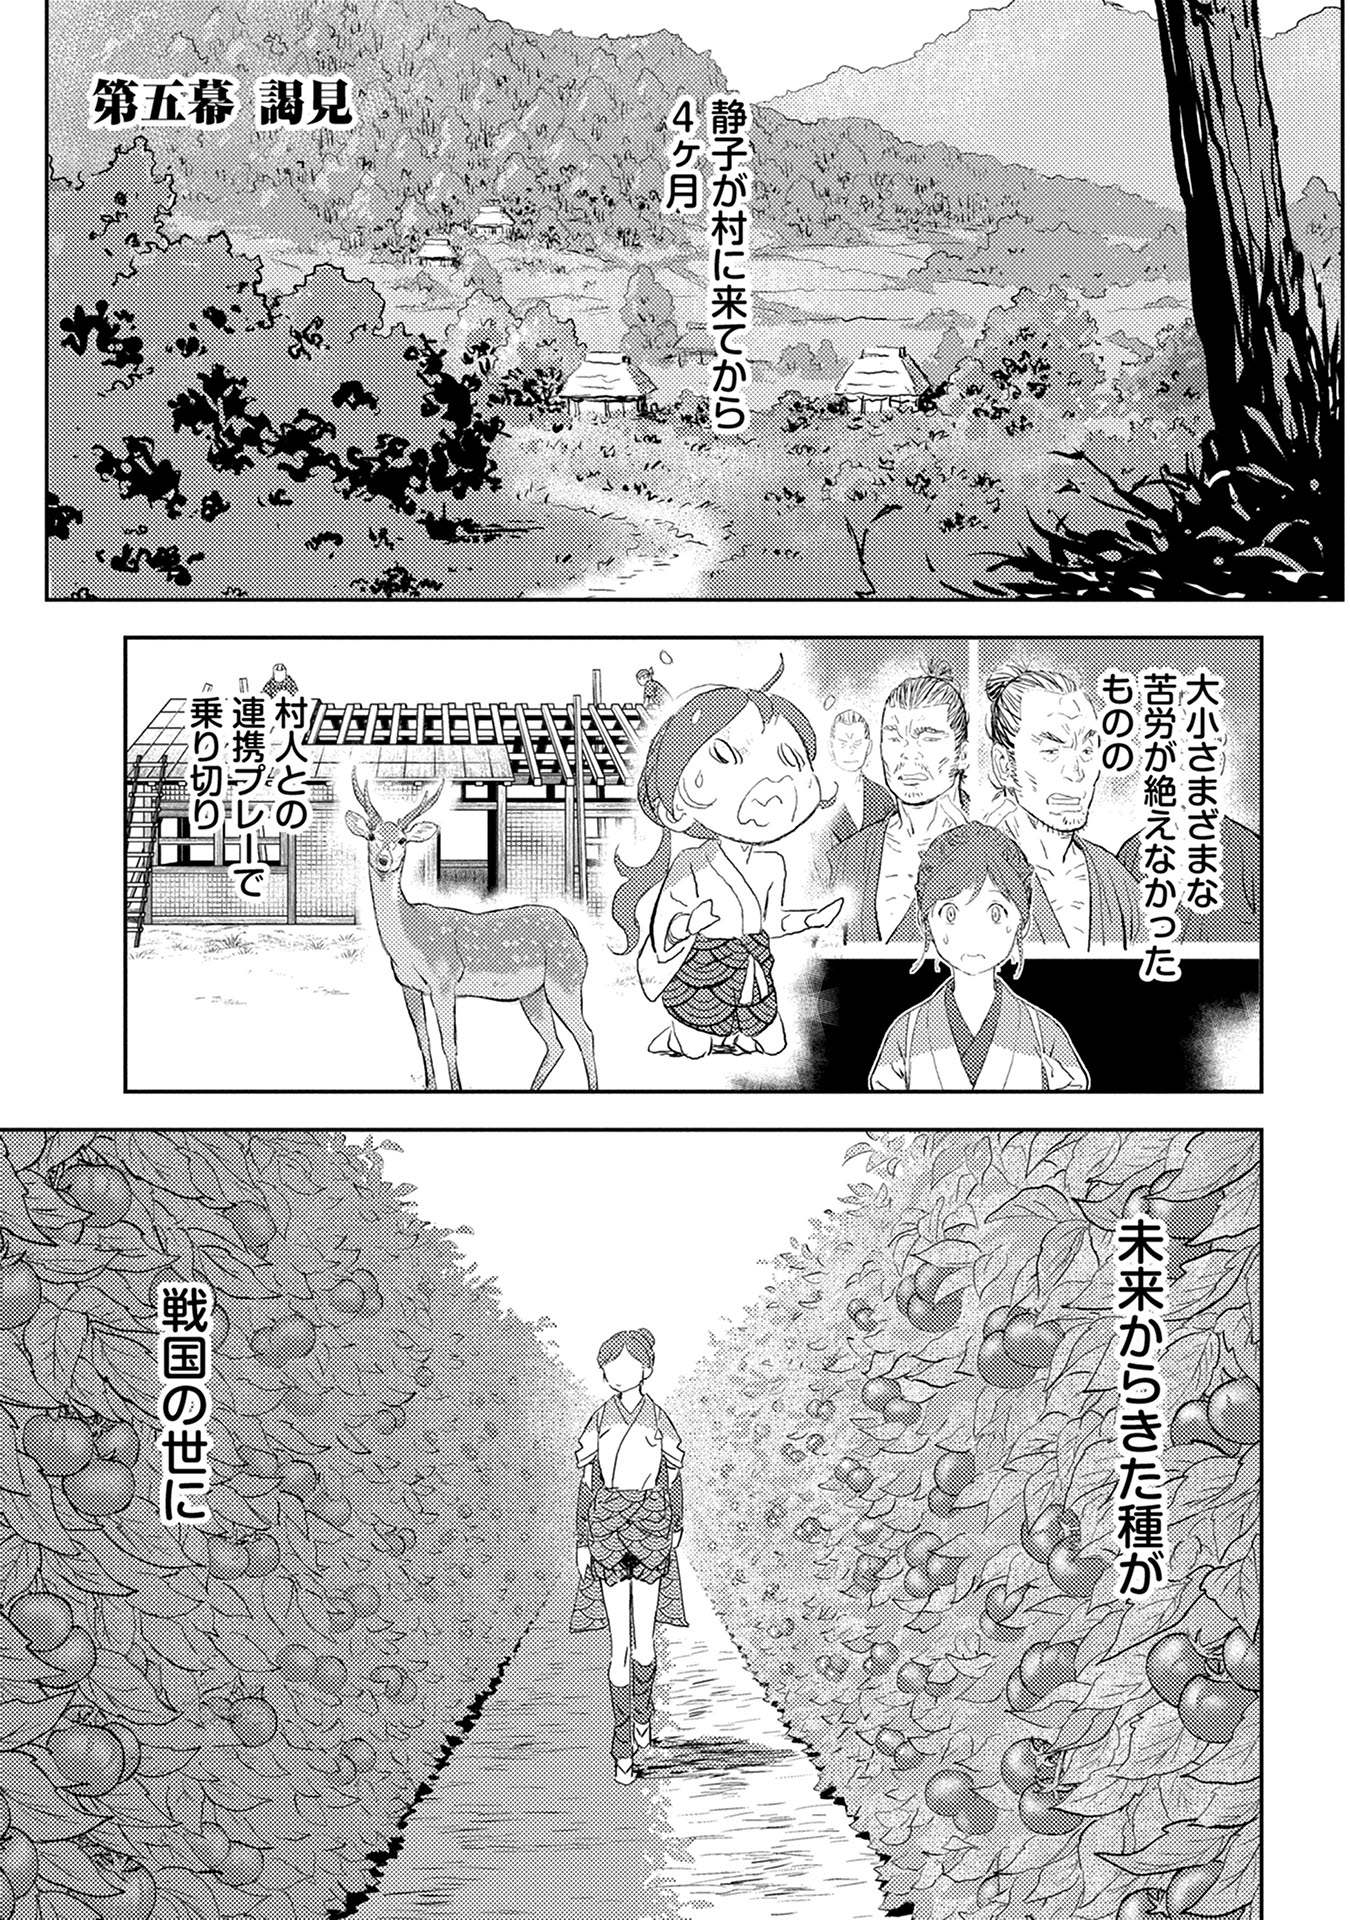 第五幕 謁見
静子が村に来てから
4ヶ月
大小さまざまな
苦労が絶えなかった
ものの
村人との
連携プレーで
乗り切り
未来からきた種が
戦国の世に